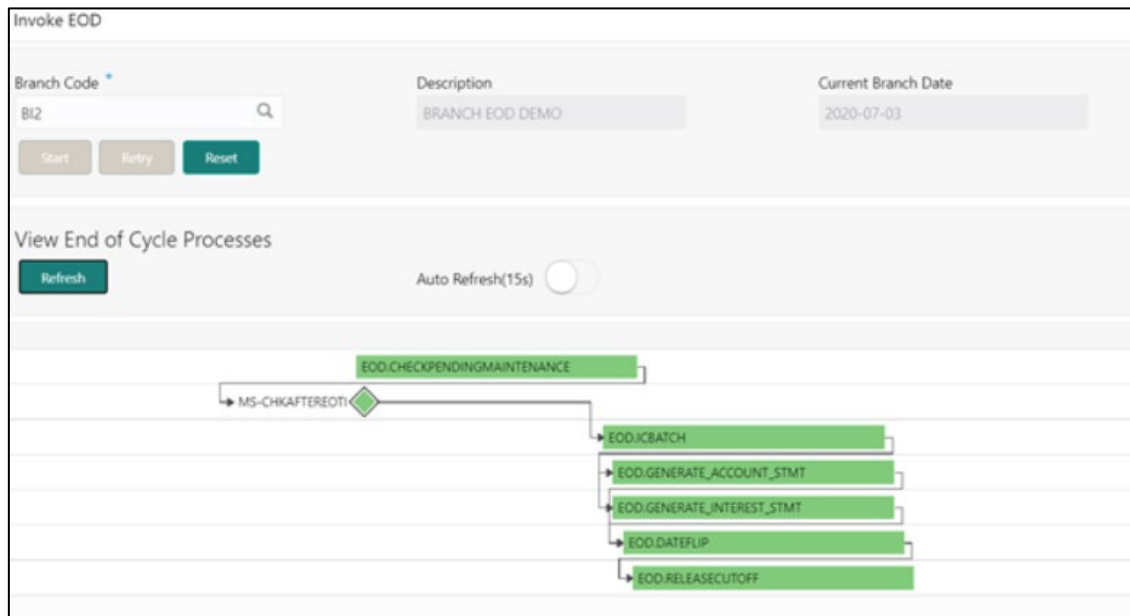 Invoke EOD
Branch Code * Description Current Branch Date
BI2 BRANCH EOD DEMO 2020-07-03
Start Retry Reset
View End of Cycle Processes
Refresh Auto Refresh(15s)
EOD.CHECKPENDINGMAINTENANCE
MS-CHKAFTEREOTI
EOD.ICBATCH
EOD.GENERATE_ACCOUNT_STMT
EOD.GENERATE_INTEREST_STMT
EOD.DATEFLIP
EOD.RELEASECUTOFF